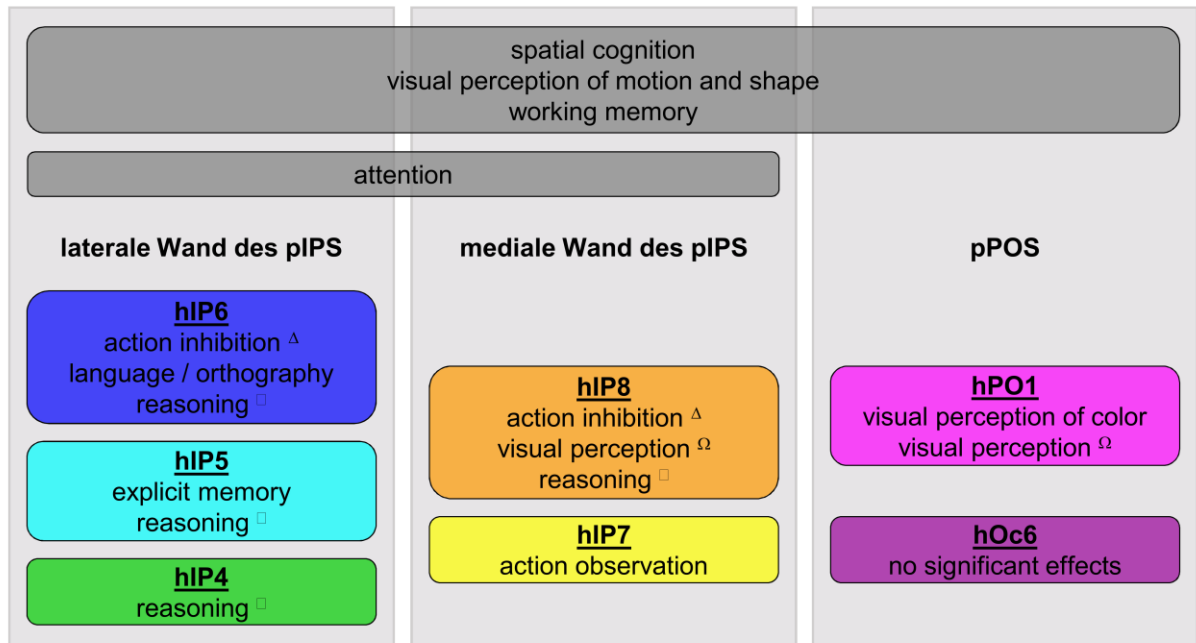 spatial cognition
visual perception of motion and shape
working memory
attention
laterale Wand des pIPS
mediale Wand des pIPS
pPOS
hIP6
action inhibition Δ
language / orthography
reasoning □
hIP5
explicit memory
reasoning □
hIP4
reasoning □
hIP8
action inhibition Δ
visual perception Ω
reasoning □
hIP7
action observation
hPO1
visual perception of color
visual perception Ω
hOc6
no significant effects